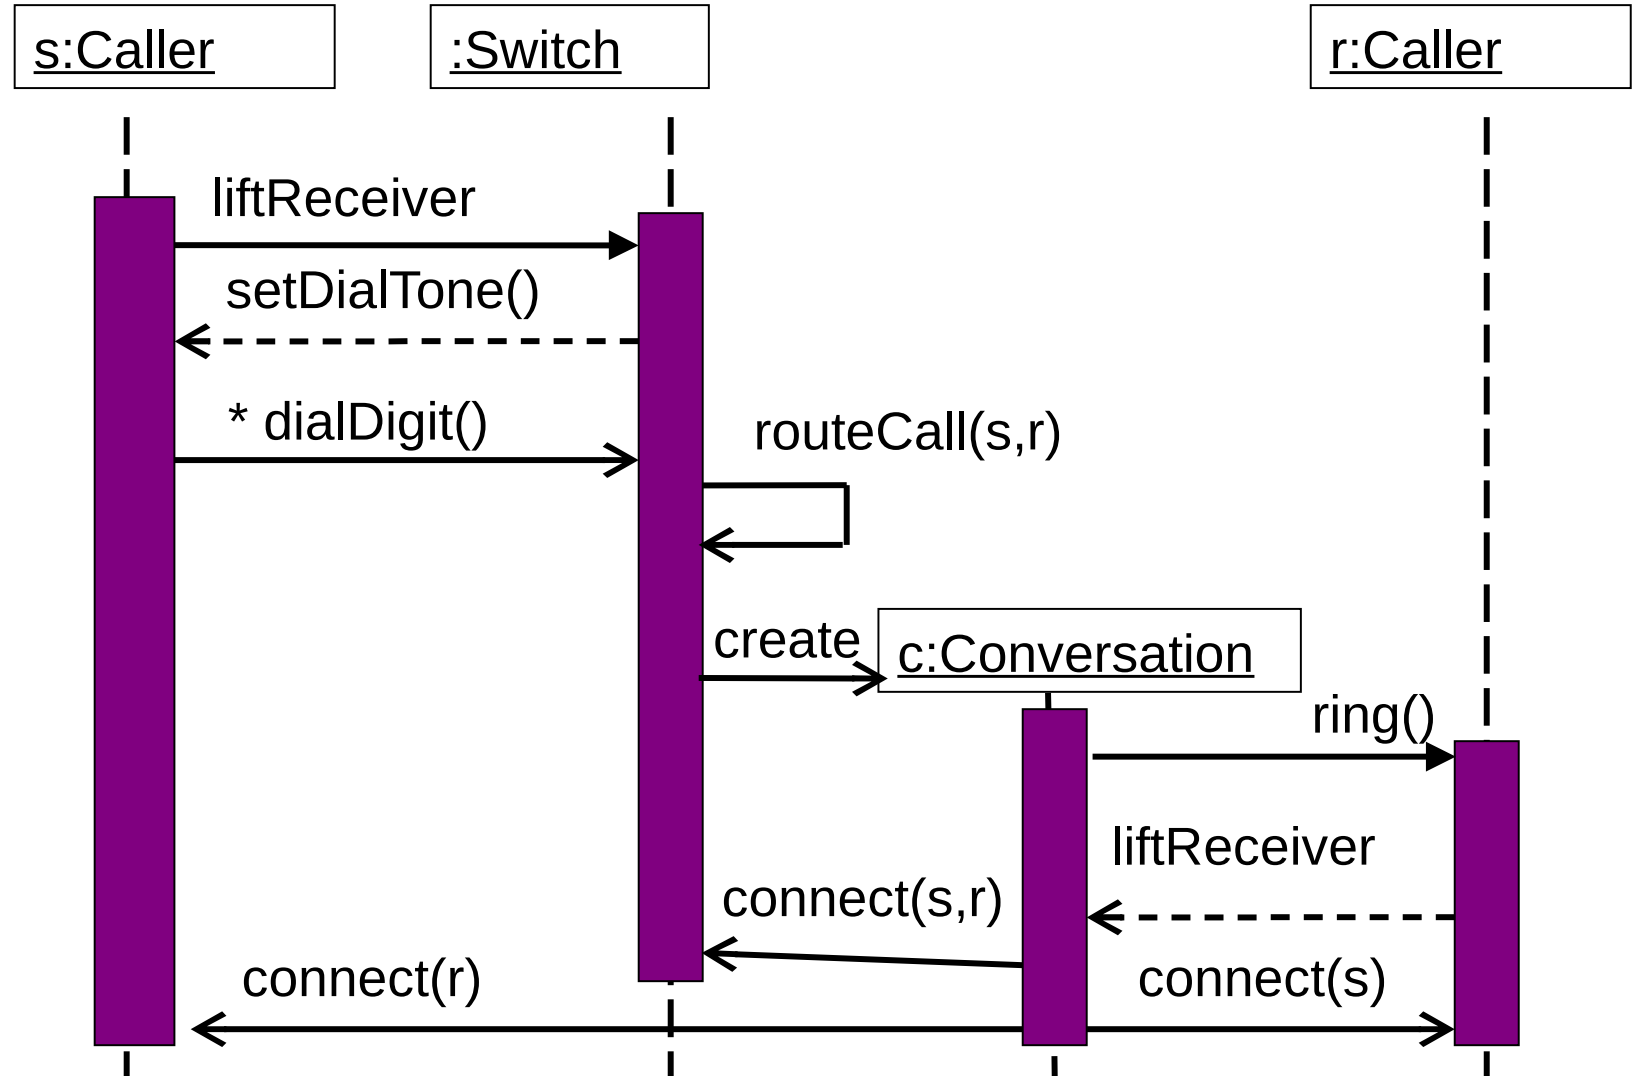 s:Caller
:Switch
r:Caller
liftReceiver
setDialTone()
* dialDigit()
routeCall(s,r)
create
c:Conversation
ring()
liftReceiver
connect(s,r)
connect(r)
connect(s)